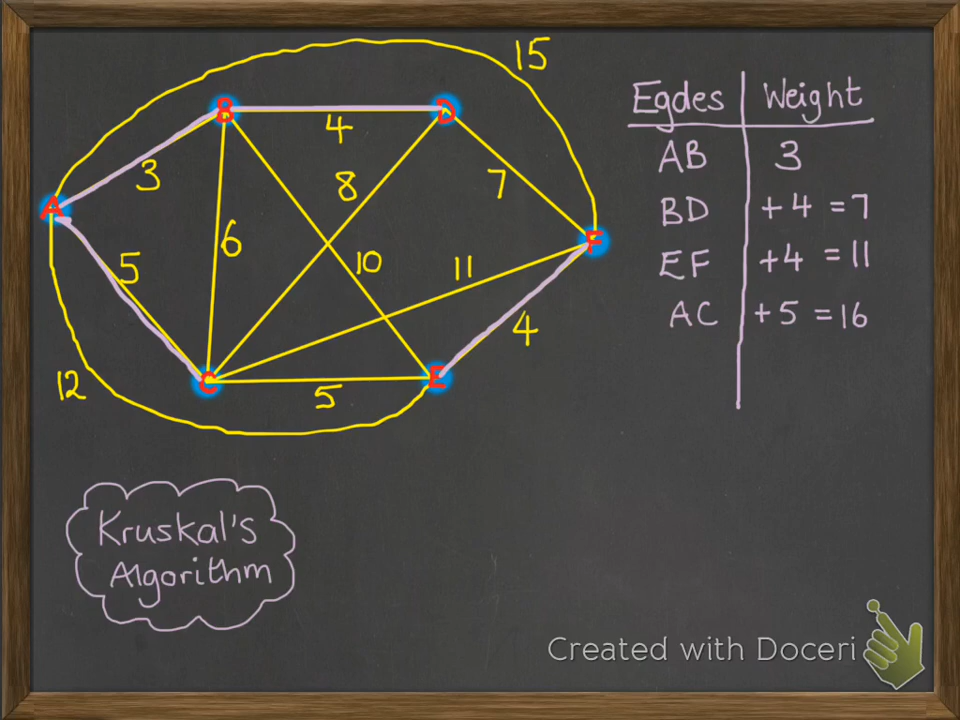 15
B
D
4
3
8
7
A
6
F
5
10
11
4
12
C
E
5
Egdes Weight
AB 3
BD +4 =7
EF +4 =11
AC +5 =16
Kruskal's
Algorithm
Created with Doceri